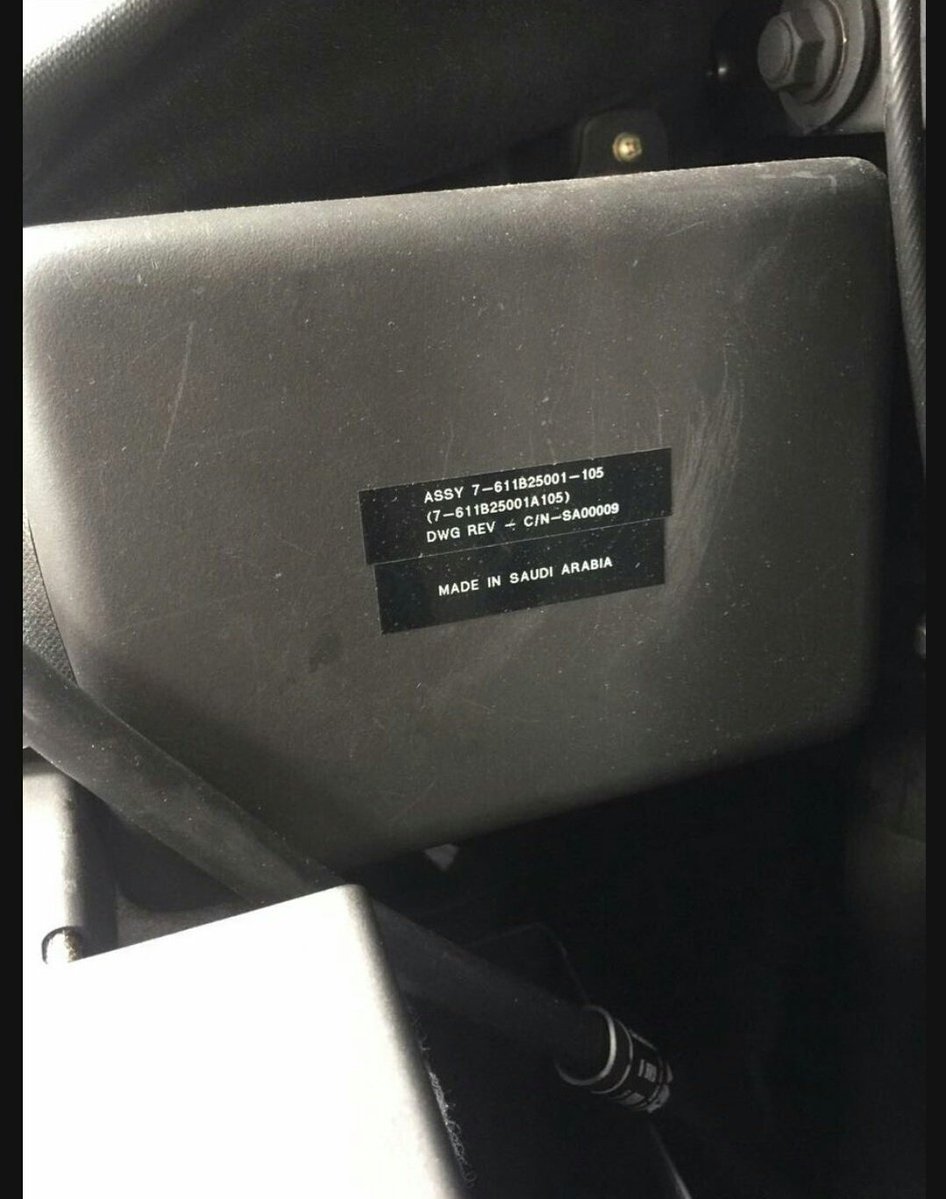 ASSY 7-611B25001-105
(7-611B25001A105)
DWG REV - C/N-SA00009
MADE IN SAUDI ARABIA